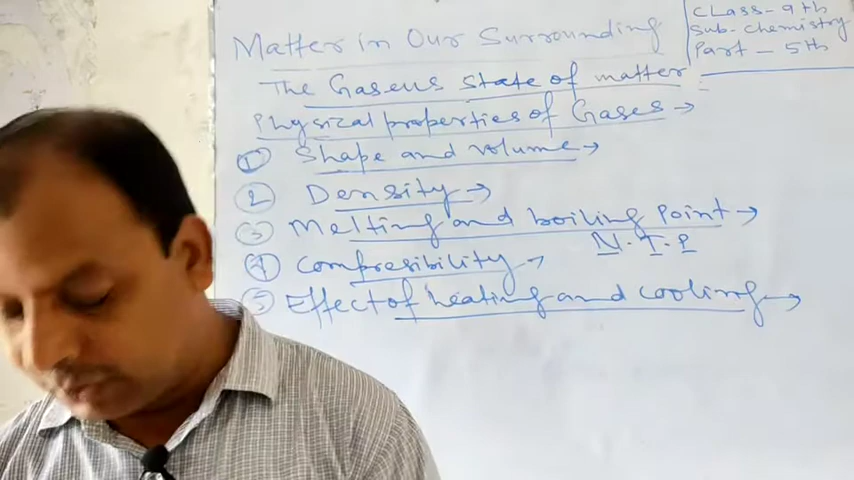 Matter in Our Surrounding
CLass-9th
Sub-Chemistry
Part - 5th
The Gaseus state of matter
Physical properties of Gases →
① Shape and volume →
② Density →
③ Melting and boiling Point →
④ Compresibility → N.T.P
⑤ Effect of heating and cooling →